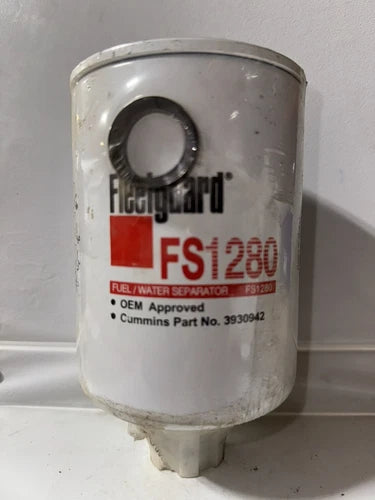 Fleetguard®
FS1280
FUEL / WATER SEPARATOR FS1280
• OEM Approved
• Cummins Part No. 3930942